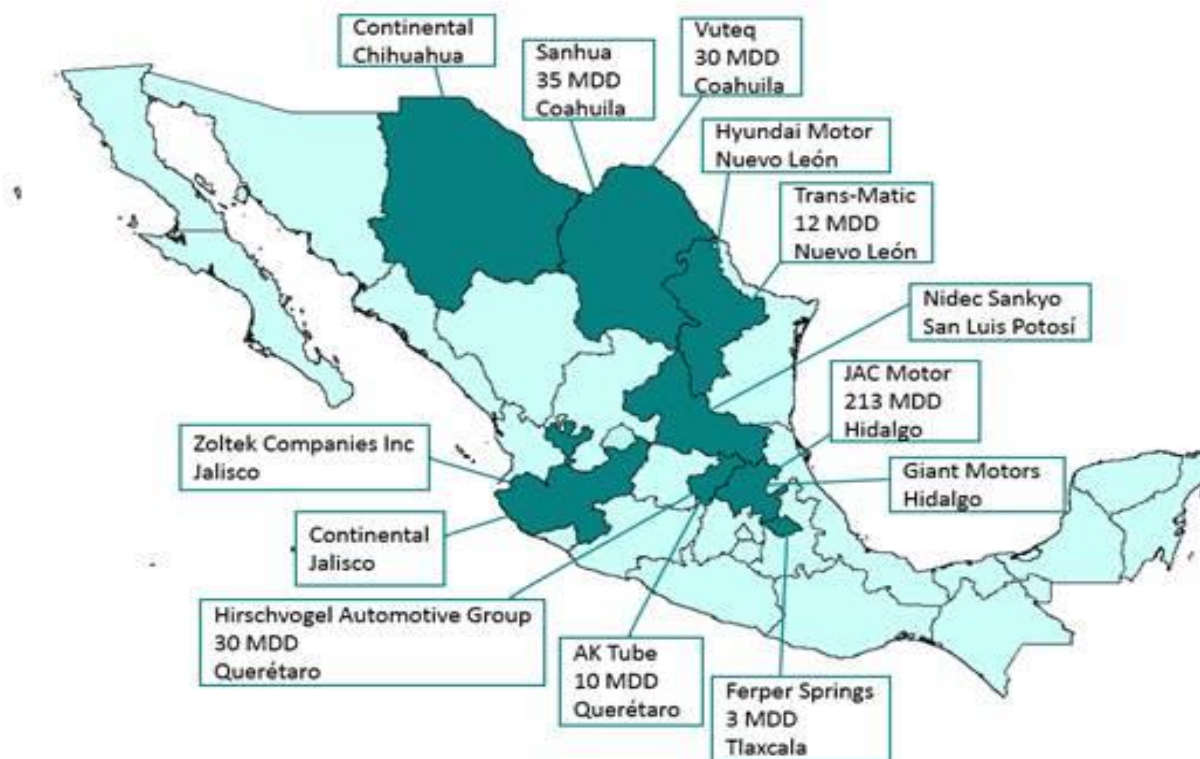 Continental
Chihuahua
Sanhua
35 MDD
Coahuila
Vuteq
30 MDD
Coahuila
Hyundai Motor
Nuevo León
Trans-Matic
12 MDD
Nuevo León
Nidec Sankyo
San Luis Potosí
JAC Motor
213 MDD
Hidalgo
Giant Motors
Hidalgo
Zoltek Companies Inc
Jalisco
Continental
Jalisco
Hirschvogel Automotive Group
30 MDD
Querétaro
AK Tube
10 MDD
Querétaro
Ferper Springs
3 MDD
Tlaxcala